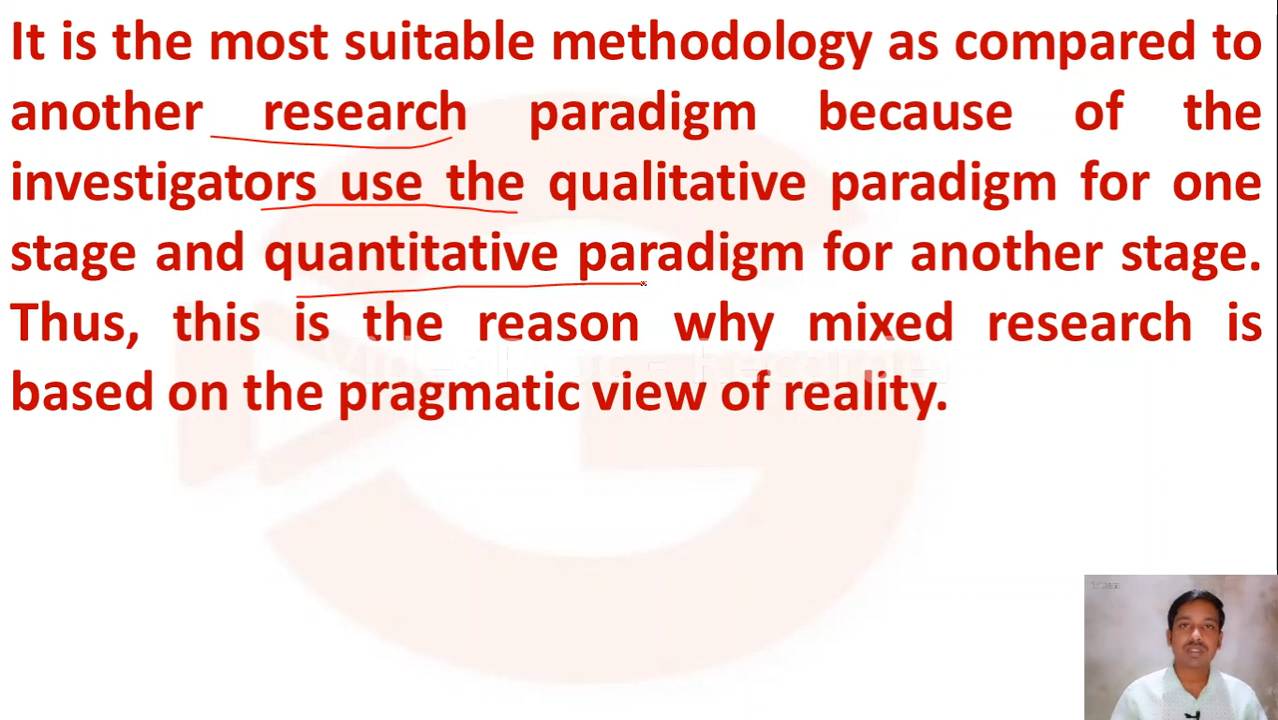 It is the most suitable methodology as compared to
another research paradigm because of the
investigators use the qualitative paradigm for one
stage and quantitative paradigm for another stage.
Thus, this is the reason why mixed research is
based on the pragmatic view of reality.